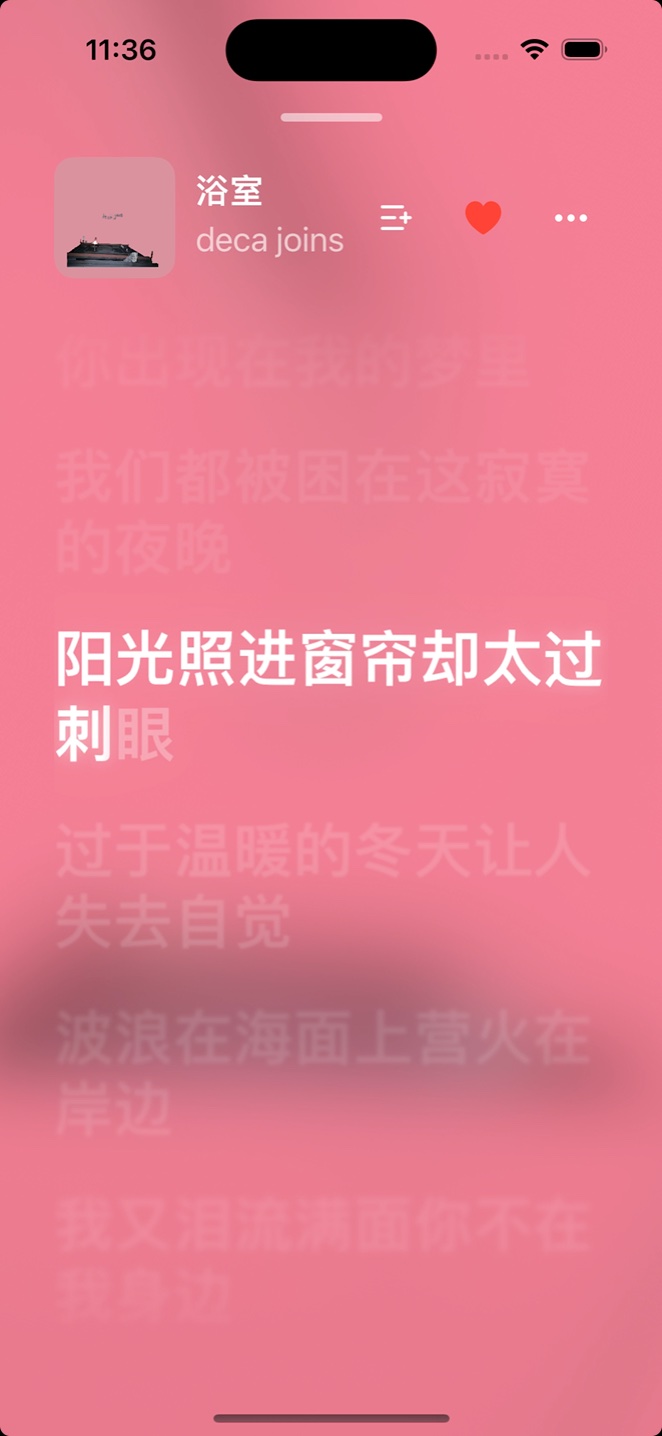 11:36
浴室
deca joins
你出现在我的梦里
我们都被困在这寂寞
的夜晚
阳光照进窗帘却太过
刺眼
过于温暖的冬天让人
失去自觉
波浪在海面上营火在
岸边
我又泪流满面你不在
我身边